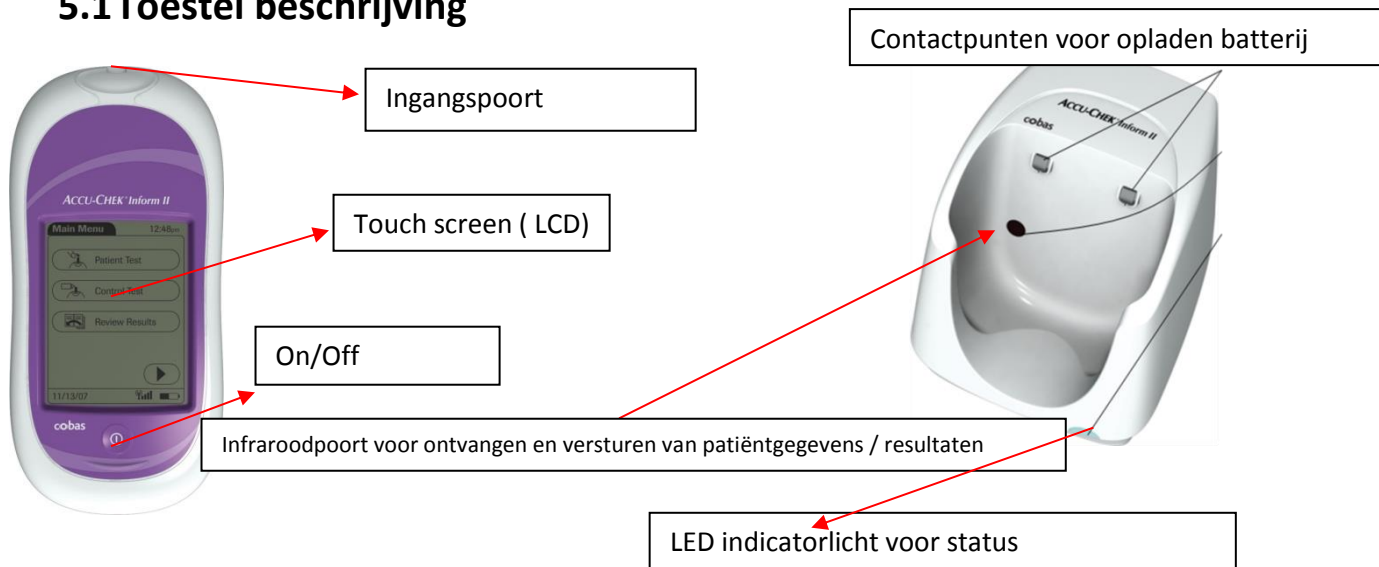 5.1 Toestel beschrijving
Contactpunten voor opladen batterij
Ingangspoort
ACCU-CHEK Inform II
cobas
ACCU-CHEK Inform II
Main Menu 12:48pm
Patient Test
Touch screen ( LCD)
Control Test
Review Results
On/Off
11/13/07
cobas
Infraroodpoort voor ontvangen en versturen van patiëntgegevens / resultaten
LED indicatorlicht voor status